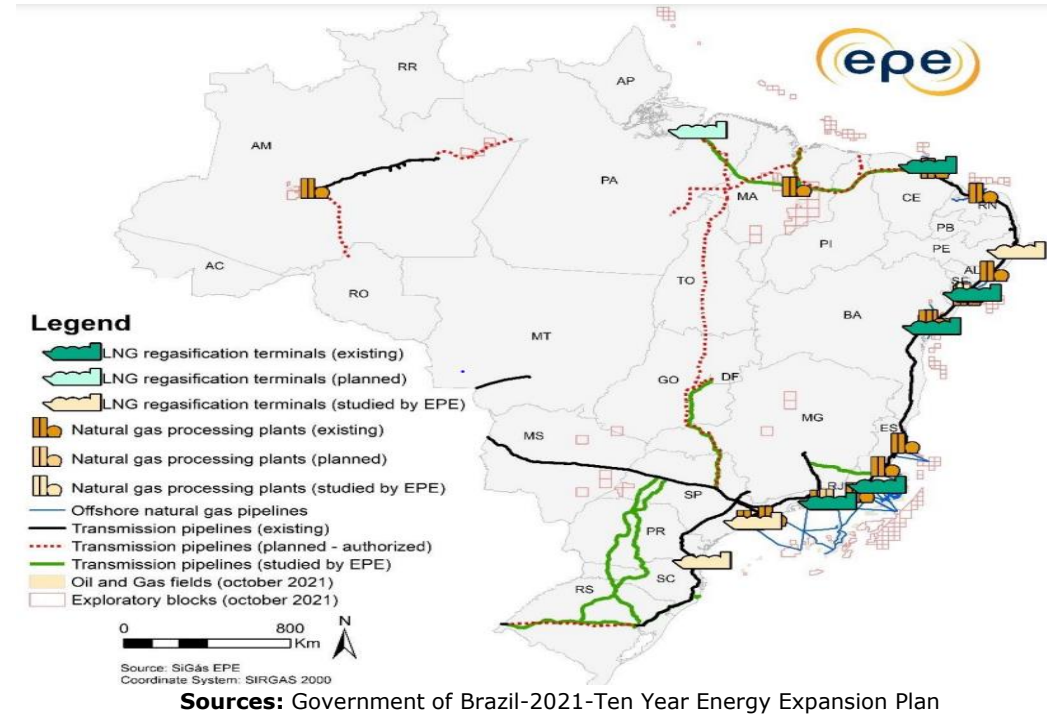 epe
RR
AP
AM
PA
MA
CE
RN
PB
PE
PI
AL
SE
AC
RO
TO
BA
MT
GO
DF
MG
ES
MS
SP
RJ
PR
SC
RS
Legend
LNG regasification terminals (existing)
LNG regasification terminals (planned)
LNG regasification terminals (studied by EPE)
Natural gas processing plants (existing)
Natural gas processing plants (planned)
Natural gas processing plants (studied by EPE)
Offshore natural gas pipelines
Transmission pipelines (existing)
Transmission pipelines (planned - authorized)
Transmission pipelines (studied by EPE)
Oil and Gas fields (october 2021)
Exploratory blocks (october 2021)
0 800 N
Km
Source: SiGás EPE
Coordinate System: SIRGAS 2000
Sources: Government of Brazil-2021-Ten Year Energy Expansion Plan